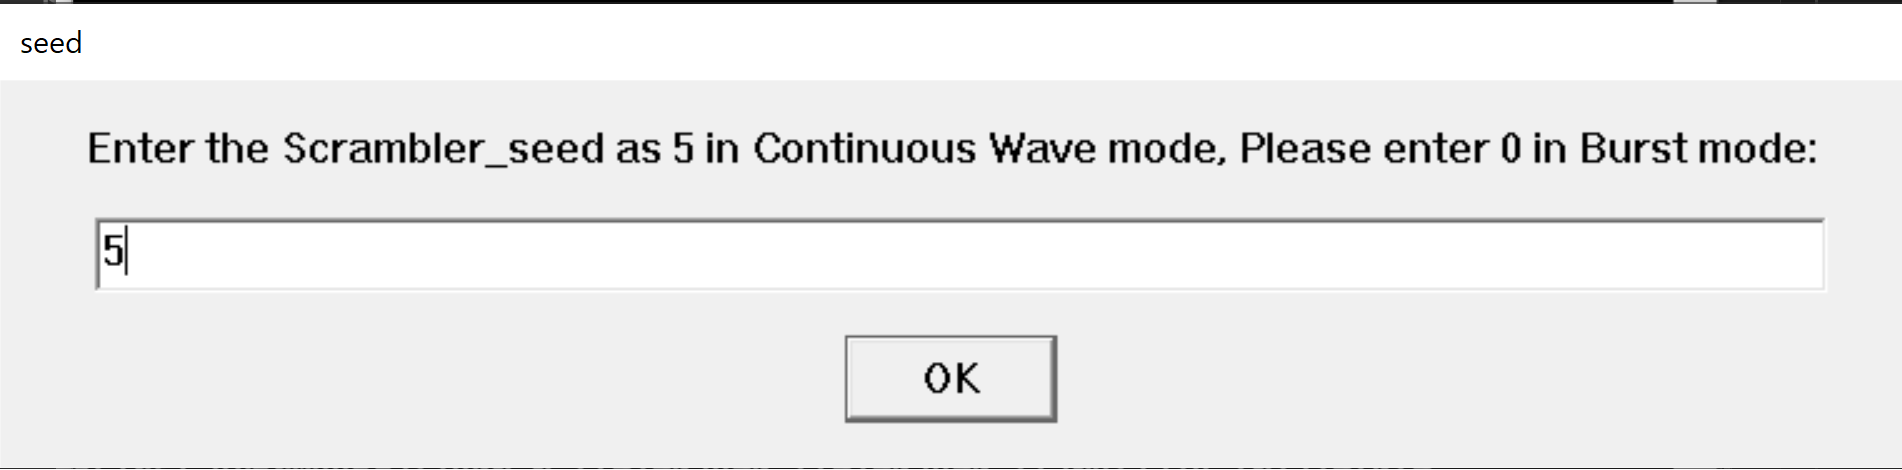 seed
Enter the Scrambler_seed as 5 in Continuous Wave mode, Please enter 0 in Burst mode:
5
OK